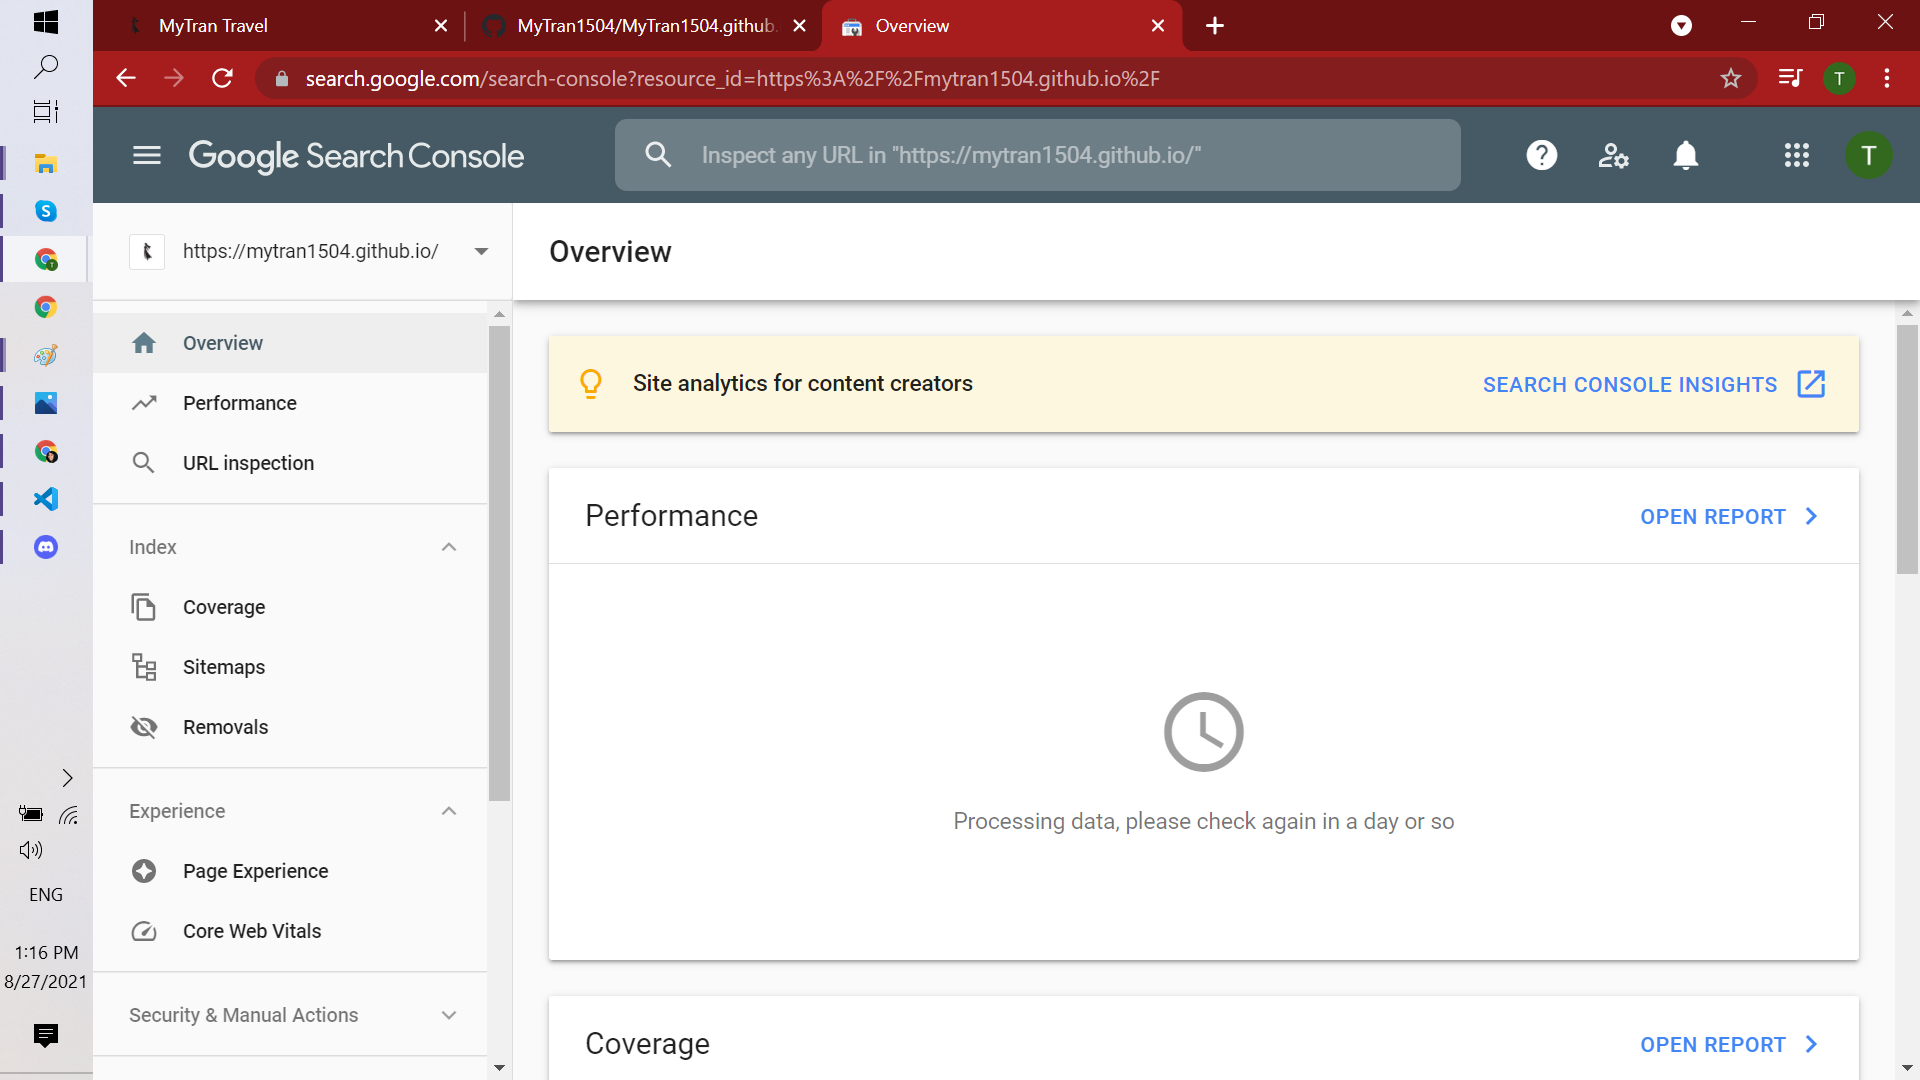 MyTran Travel
MyTran1504/MyTran1504.github.
Overview
search.google.com/search-console?resource_id=https%3A%2F%2Fmytran1504.github.io%2F
T
Google Search Console
Inspect any URL in "https://mytran1504.github.io/"
T
https://mytran1504.github.io/
Overview
Overview
Performance
URL inspection
Index
Coverage
Sitemaps
Removals
Experience
Page Experience
Core Web Vitals
Security & Manual Actions
Site analytics for content creators
SEARCH CONSOLE INSIGHTS
Performance
OPEN REPORT
Processing data, please check again in a day or so
Coverage
OPEN REPORT
ENG
1:16 PM
8/27/2021